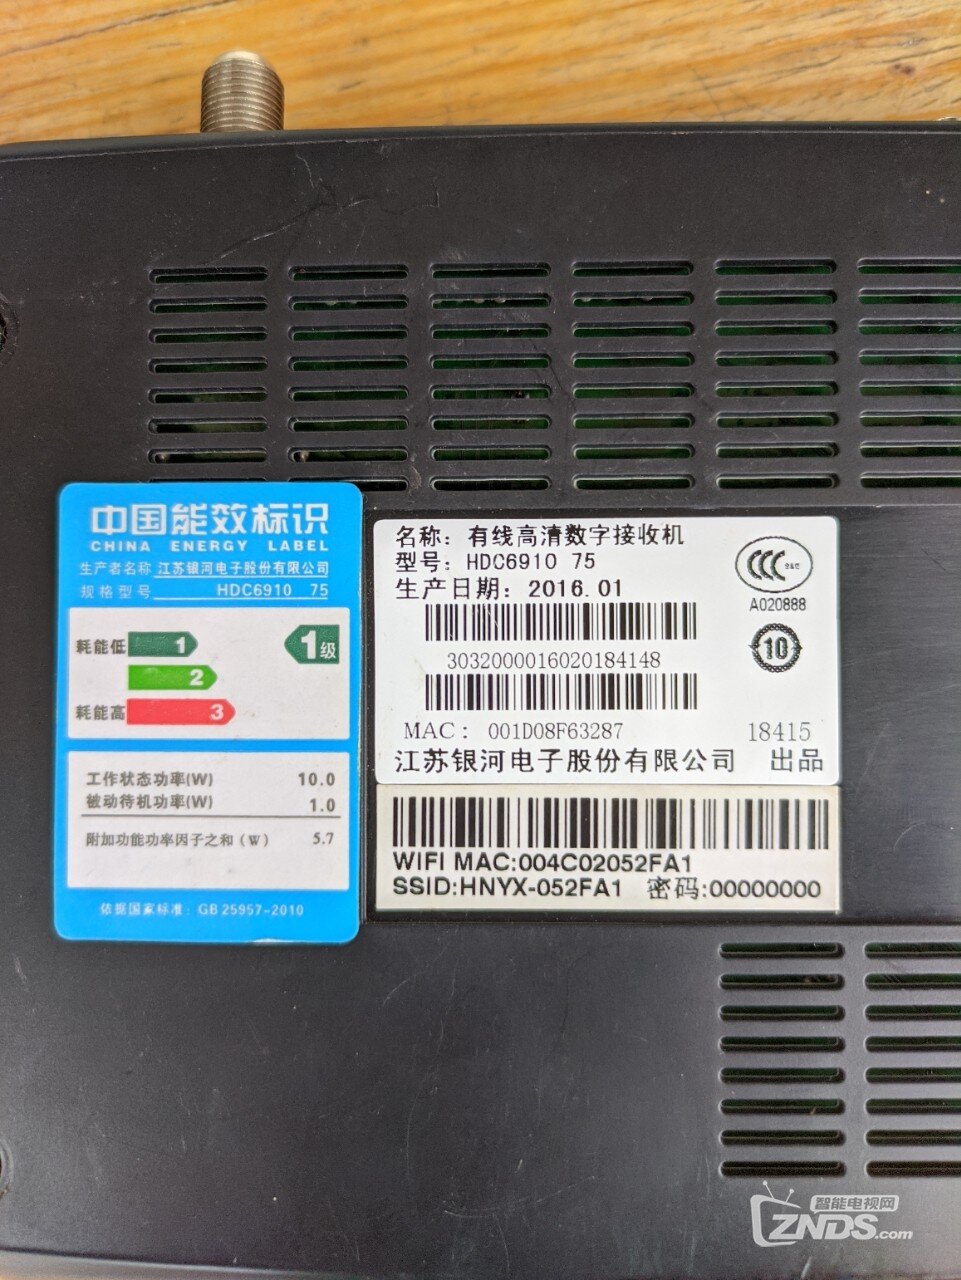 中国能效标识
CHINA ENERGY LABEL
生产者名称 江苏银河电子股份有限公司
规格型号 HDC6910 75
耗能低 1
1级
2
耗能高 3
工作状态功率(W) 10.0
被动待机功率(W) 1.0
附加功能功率因子之和（W） 5.7
依据国家标准：GB 25957-2010
名称：有线高清数字接收机
型号：HDC6910 75
生产日期：2016.01
A020888
10
3032000016020184148
MAC： 001D08F63287 18415
江苏银河电子股份有限公司 出品
WIFI MAC:004C02052FA1
SSID:HNYX-052FA1 密码:00000000
智能电视网
ZNDS.com